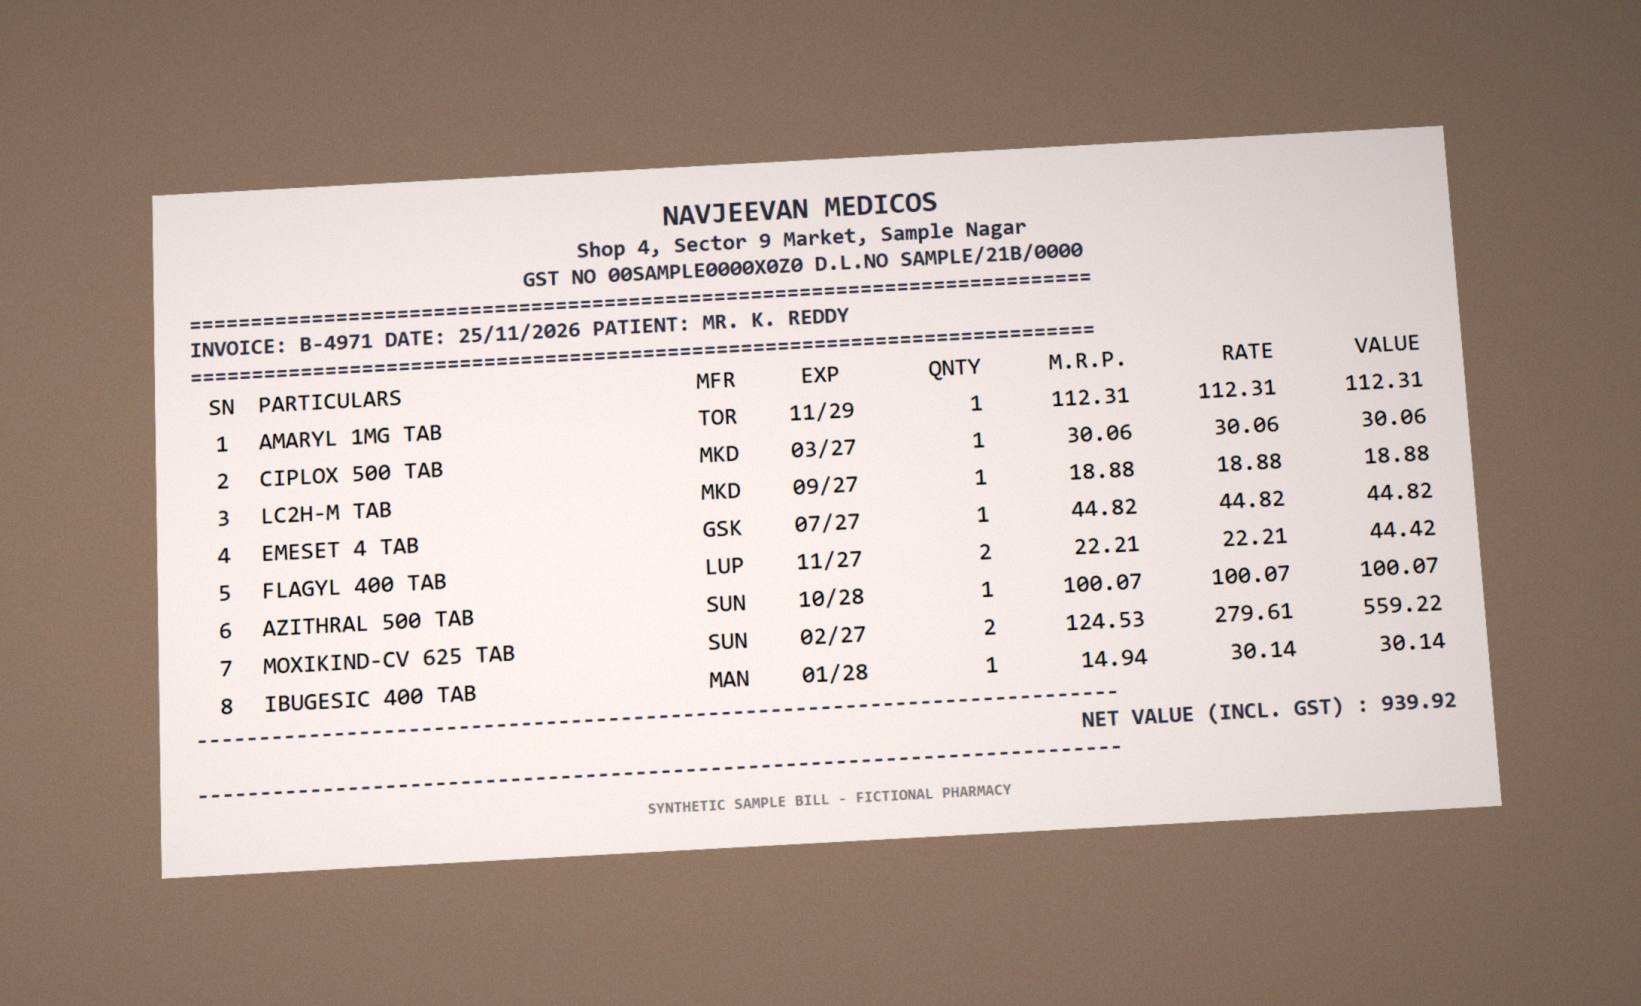 NAVJEEVAN MEDICOS
Shop 4, Sector 9 Market, Sample Nagar
GST NO 00SAMPLE0000X0Z0 D.L.NO SAMPLE/21B/0000
==========================================================================
INVOICE: B-4971 DATE: 25/11/2026 PATIENT: MR. K. REDDY
==========================================================================
SN PARTICULARS MFR EXP QNTY M.R.P. RATE VALUE
1 AMARYL 1MG TAB TOR 11/29 1 112.31 112.31 112.31
2 CIPLOX 500 TAB MKD 03/27 1 30.06 30.06 30.06
3 LC2H-M TAB MKD 09/27 1 18.88 18.88 18.88
4 EMESET 4 TAB GSK 07/27 1 44.82 44.82 44.82
5 FLAGYL 400 TAB LUP 11/27 2 22.21 22.21 44.42
6 AZITHRAL 500 TAB SUN 10/28 1 100.07 100.07 100.07
7 MOXIKIND-CV 625 TAB SUN 02/27 2 124.53 279.61 559.22
8 IBUGESIC 400 TAB MAN 01/28 1 14.94 30.14 30.14
--------------------------------------------------------------------------
NET VALUE (INCL. GST) : 939.92
--------------------------------------------------------------------------
SYNTHETIC SAMPLE BILL - FICTIONAL PHARMACY